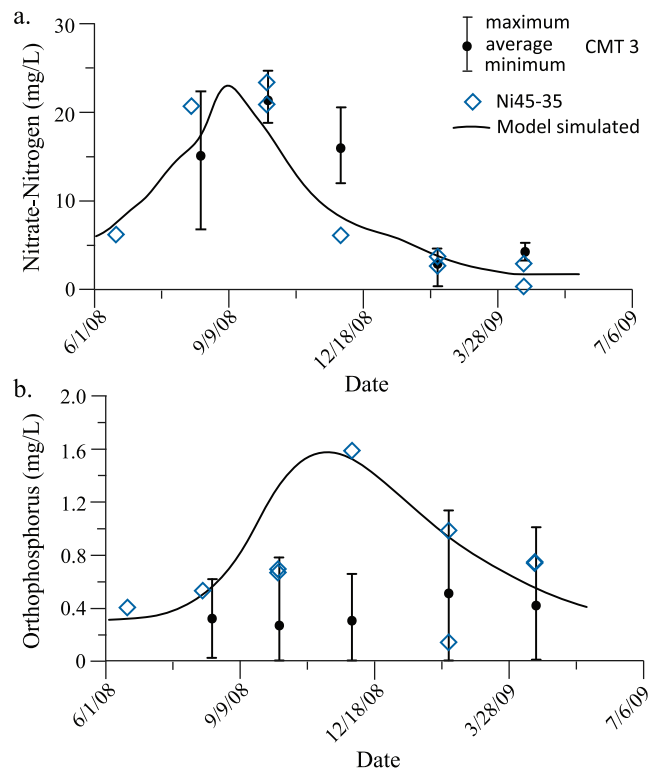 a.
maximum
average
minimum
CMT 3
Ni45-35
Model simulated
Nitrate-Nitrogen (mg/L)
30
20
10
0
6/1/08
9/9/08
12/18/08
3/28/09
7/6/09
Date
b.
Orthophosphorus (mg/L)
2.0
1.6
1.2
0.8
0.4
0
6/1/08
9/9/08
12/18/08
3/28/09
7/6/09
Date